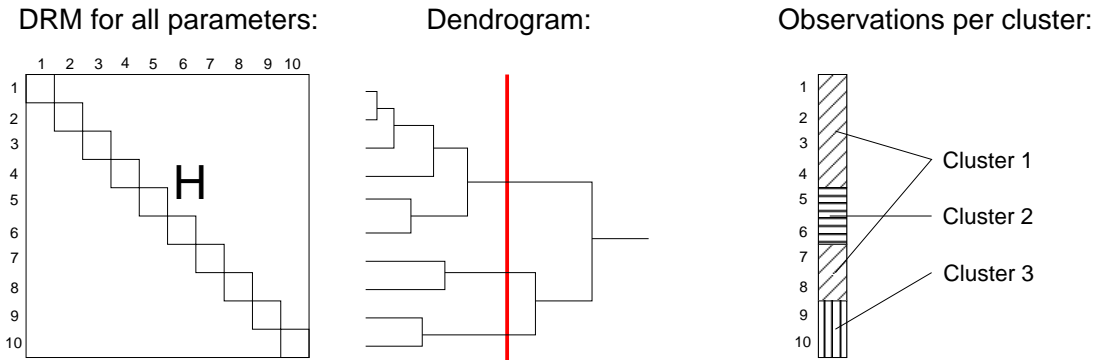 DRM for all parameters:
Dendrogram:
Observations per cluster:
1 2 3 4 5 6 7 8 9 10
1
2
3
4
5
6
7
8
9
10
H
1
2
3
4
5
6
7
8
9
10
Cluster 1
Cluster 2
Cluster 3